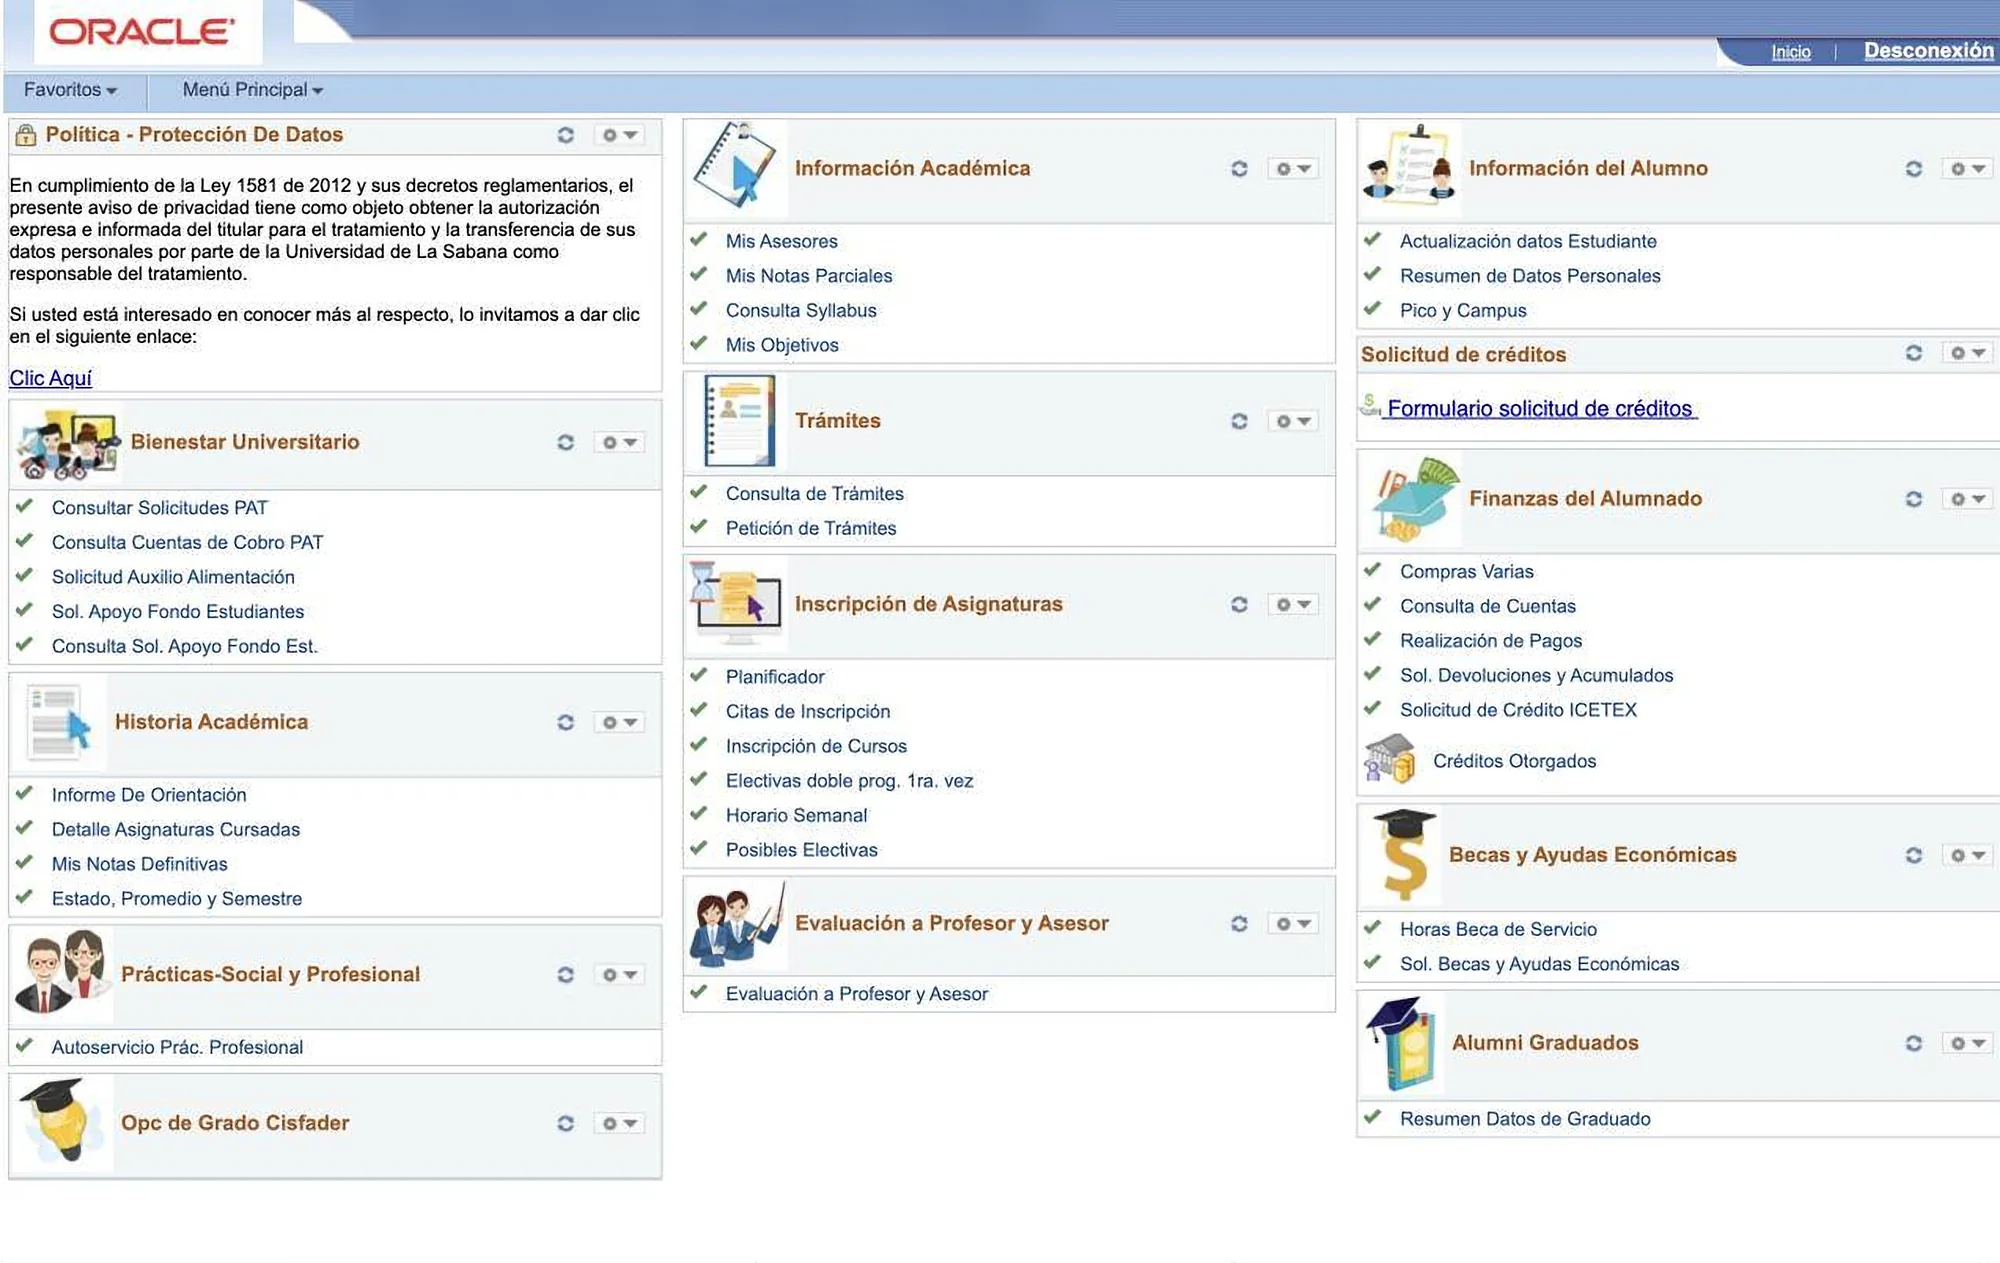 ORACLE
Inicio | Desconexión
Favoritos
Menú Principal
Política - Protección De Datos
En cumplimiento de la Ley 1581 de 2012 y sus decretos reglamentarios, el
presente aviso de privacidad tiene como objeto obtener la autorización
expresa e informada del titular para el tratamiento y la transferencia de sus
datos personales por parte de la Universidad de La Sabana como
responsable del tratamiento.
Si usted está interesado en conocer más al respecto, lo invitamos a dar clic
en el siguiente enlace:
Clic Aquí
Bienestar Universitario
Consultar Solicitudes PAT
Consulta Cuentas de Cobro PAT
Solicitud Auxilio Alimentación
Sol. Apoyo Fondo Estudiantes
Consulta Sol. Apoyo Fondo Est.
Historia Académica
Informe De Orientación
Detalle Asignaturas Cursadas
Mis Notas Definitivas
Estado, Promedio y Semestre
Prácticas-Social y Profesional
Autoservicio Prác. Profesional
Opc de Grado Cisfader
Información Académica
Mis Asesores
Mis Notas Parciales
Consulta Syllabus
Mis Objetivos
Trámites
Consulta de Trámites
Petición de Trámites
Inscripción de Asignaturas
Planificador
Citas de Inscripción
Inscripción de Cursos
Electivas doble prog. 1ra. vez
Horario Semanal
Posibles Electivas
Evaluación a Profesor y Asesor
Evaluación a Profesor y Asesor
Información del Alumno
Actualización datos Estudiante
Resumen de Datos Personales
Pico y Campus
Solicitud de créditos
Formulario solicitud de créditos
Finanzas del Alumnado
Compras Varias
Consulta de Cuentas
Realización de Pagos
Sol. Devoluciones y Acumulados
Solicitud de Crédito ICETEX
Créditos Otorgados
Becas y Ayudas Económicas
Horas Beca de Servicio
Sol. Becas y Ayudas Económicas
Alumni Graduados
Resumen Datos de Graduado